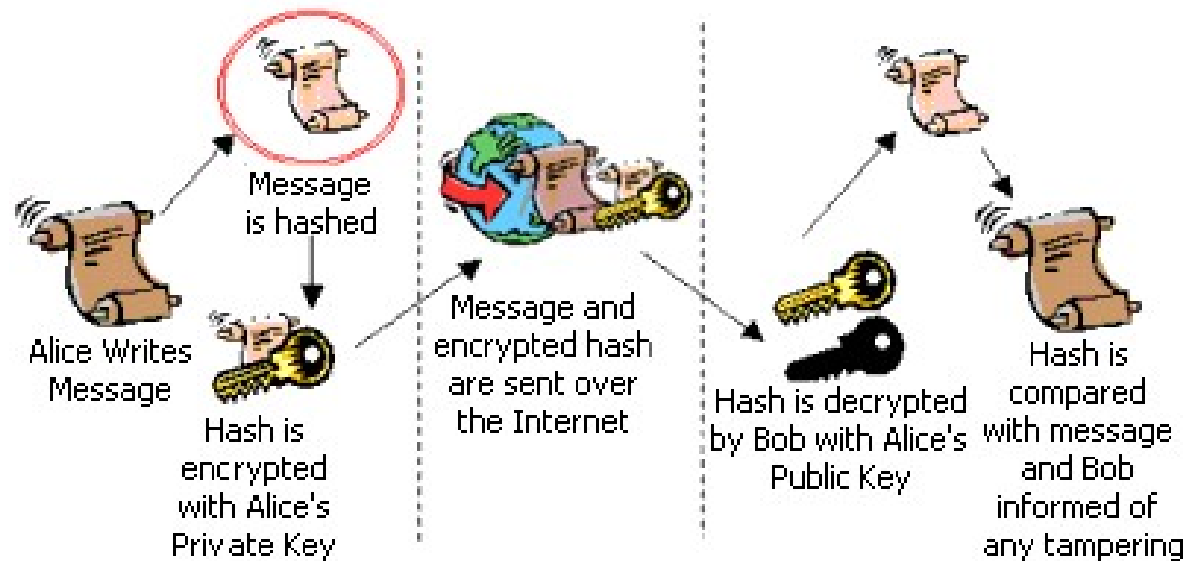 Message
is hashed
Alice Writes
Message
Hash is
encrypted
with Alice's
Private Key
Message and
encrypted hash
are sent over
the Internet
Hash is decrypted
by Bob with Alice's
Public Key
Hash is
compared
with message
and Bob
informed of
any tampering